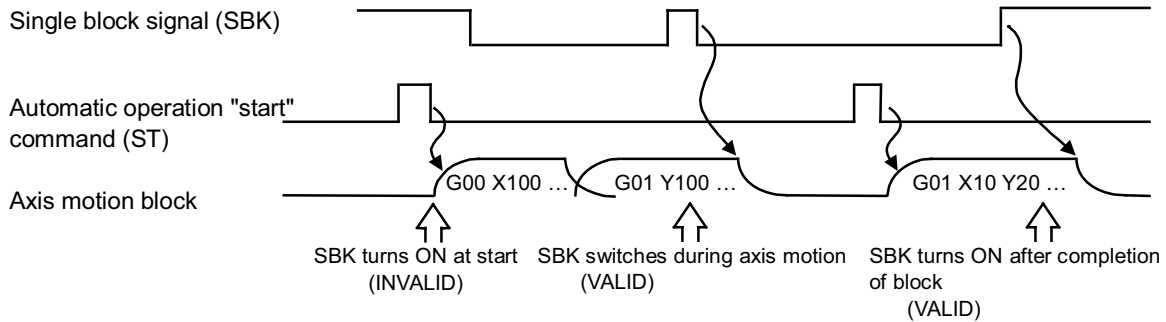 Single block signal (SBK)
Automatic operation "start"
command (ST)
Axis motion block
G00 X100 …
G01 Y100 …
G01 X10 Y20 …
SBK turns ON at start
(INVALID)
SBK switches during axis motion
(VALID)
SBK turns ON after completion
of block
(VALID)